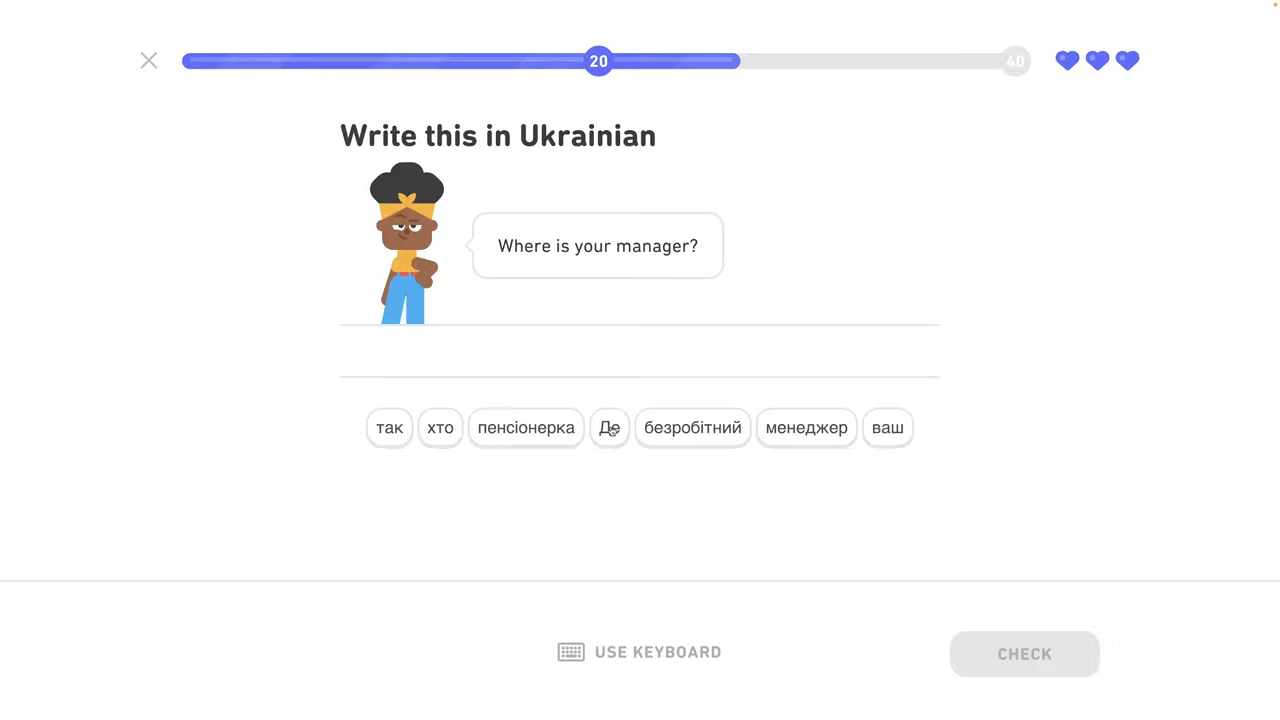 20
40
Write this in Ukrainian
Where is your manager?
так хто пенсіонерка Де безробітний менеджер ваш
USE KEYBOARD
CHECK